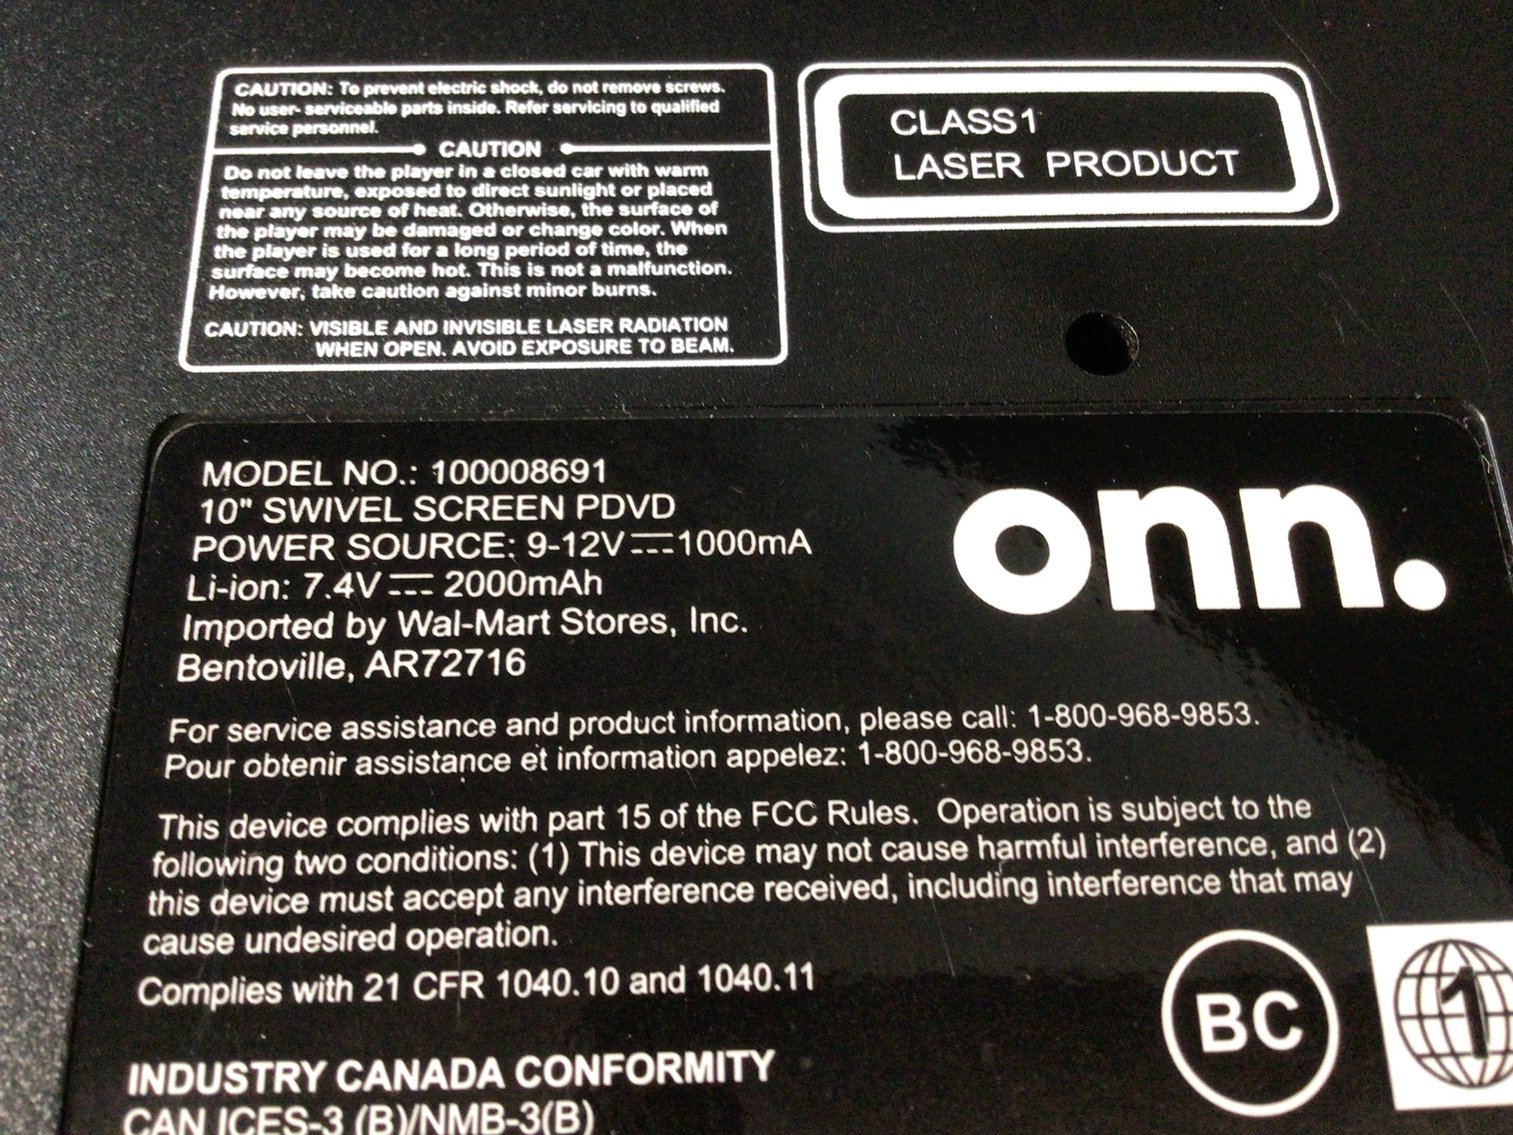 CAUTION: To prevent electric shock, do not remove screws.
No user- serviceable parts inside. Refer servicing to qualified
service personnel.
CAUTION
Do not leave the player in a closed car with warm
temperature, exposed to direct sunlight or placed
near any source of heat. Otherwise, the surface of
the player may be damaged or change color. When
the player is used for a long period of time, the
surface may become hot. This is not a malfunction.
However, take caution against minor burns.
CAUTION: VISIBLE AND INVISIBLE LASER RADIATION
WHEN OPEN. AVOID EXPOSURE TO BEAM.
CLASS1
LASER PRODUCT
MODEL NO.: 100008691
10" SWIVEL SCREEN PDVD
POWER SOURCE: 9-12V⎓1000mA
Li-ion: 7.4V⎓ 2000mAh
Imported by Wal-Mart Stores, Inc.
Bentoville, AR72716
onn.
For service assistance and product information, please call: 1-800-968-9853.
Pour obtenir assistance et information appelez: 1-800-968-9853.
This device complies with part 15 of the FCC Rules. Operation is subject to the
following two conditions: (1) This device may not cause harmful interference, and (2)
this device must accept any interference received, including interference that may
cause undesired operation.
Complies with 21 CFR 1040.10 and 1040.11
BC
1
INDUSTRY CANADA CONFORMITY
CAN ICES-3 (B)/NMB-3(B)